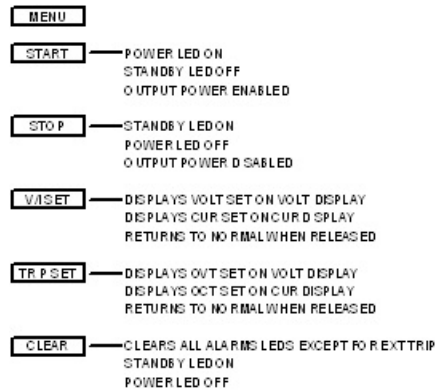 MENU
START
POWER LED ON
STANDBY LED OFF
OUTPUT POWER ENABLED
STOP
STANDBY LED ON
POWER LED OFF
OUTPUT POWER DISABLED
V/I SET
DISPLAYS VOLT SET ON VOLT DISPLAY
DISPLAYS CUR SET ON CUR DISPLAY
RETURNS TO NORMAL WHEN RELEASED
TRP SET
DISPLAYS OVT SET ON VOLT DISPLAY
DISPLAYS OCT SET ON CUR DISPLAY
RETURNS TO NORMAL WHEN RELEASED
CLEAR
CLEARS ALL ALARMS LEDS EXCEPT FOR EXT TRIP
STANDBY LED ON
POWER LED OFF